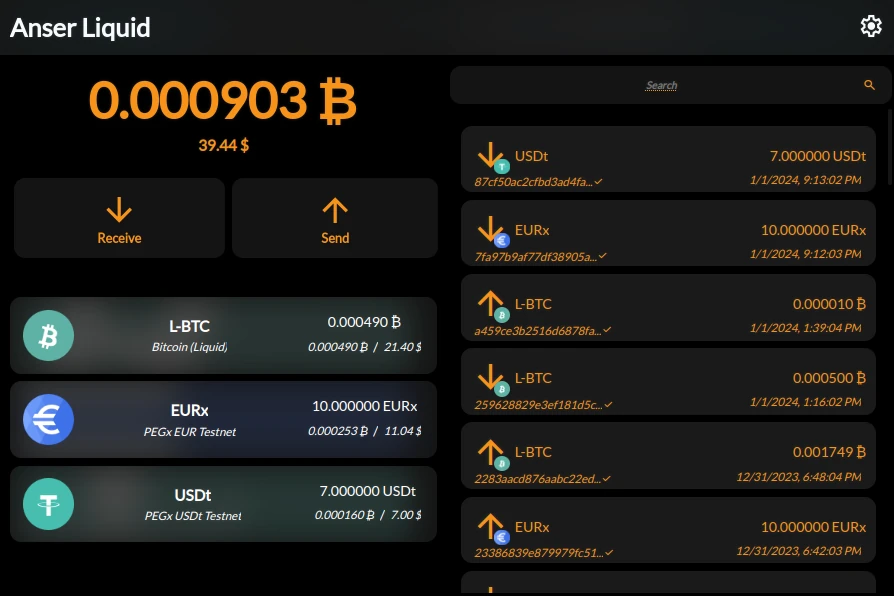 Anser Liquid
0.000903 ₿
39.44 $
Receive
Send
L-BTC
Bitcoin (Liquid)
0.000490 ₿
0.000490 ₿ / 21.40 $
EURx
PEGx EUR Testnet
10.000000 EURx
0.000253 ₿ / 11.04 $
USDt
PEGx USDt Testnet
7.000000 USDt
0.000160 ₿ / 7.00 $
Search
USDt
7.000000 USDt
87cf50ac2cfbd3ad4fa...
1/1/2024, 9:13:02 PM
EURx
10.000000 EURx
7fa97b9af77df38905a...
1/1/2024, 9:12:03 PM
L-BTC
0.000010 ₿
a459ce3b2516d6878fa...
1/1/2024, 1:39:04 PM
L-BTC
0.000500 ₿
259628829e3ef181d5c...
1/1/2024, 1:16:02 PM
L-BTC
0.001749 ₿
2283aacd876aabc22ed...
12/31/2023, 6:48:04 PM
EURx
10.000000 EURx
23386839e879979fc51...
12/31/2023, 6:42:03 PM